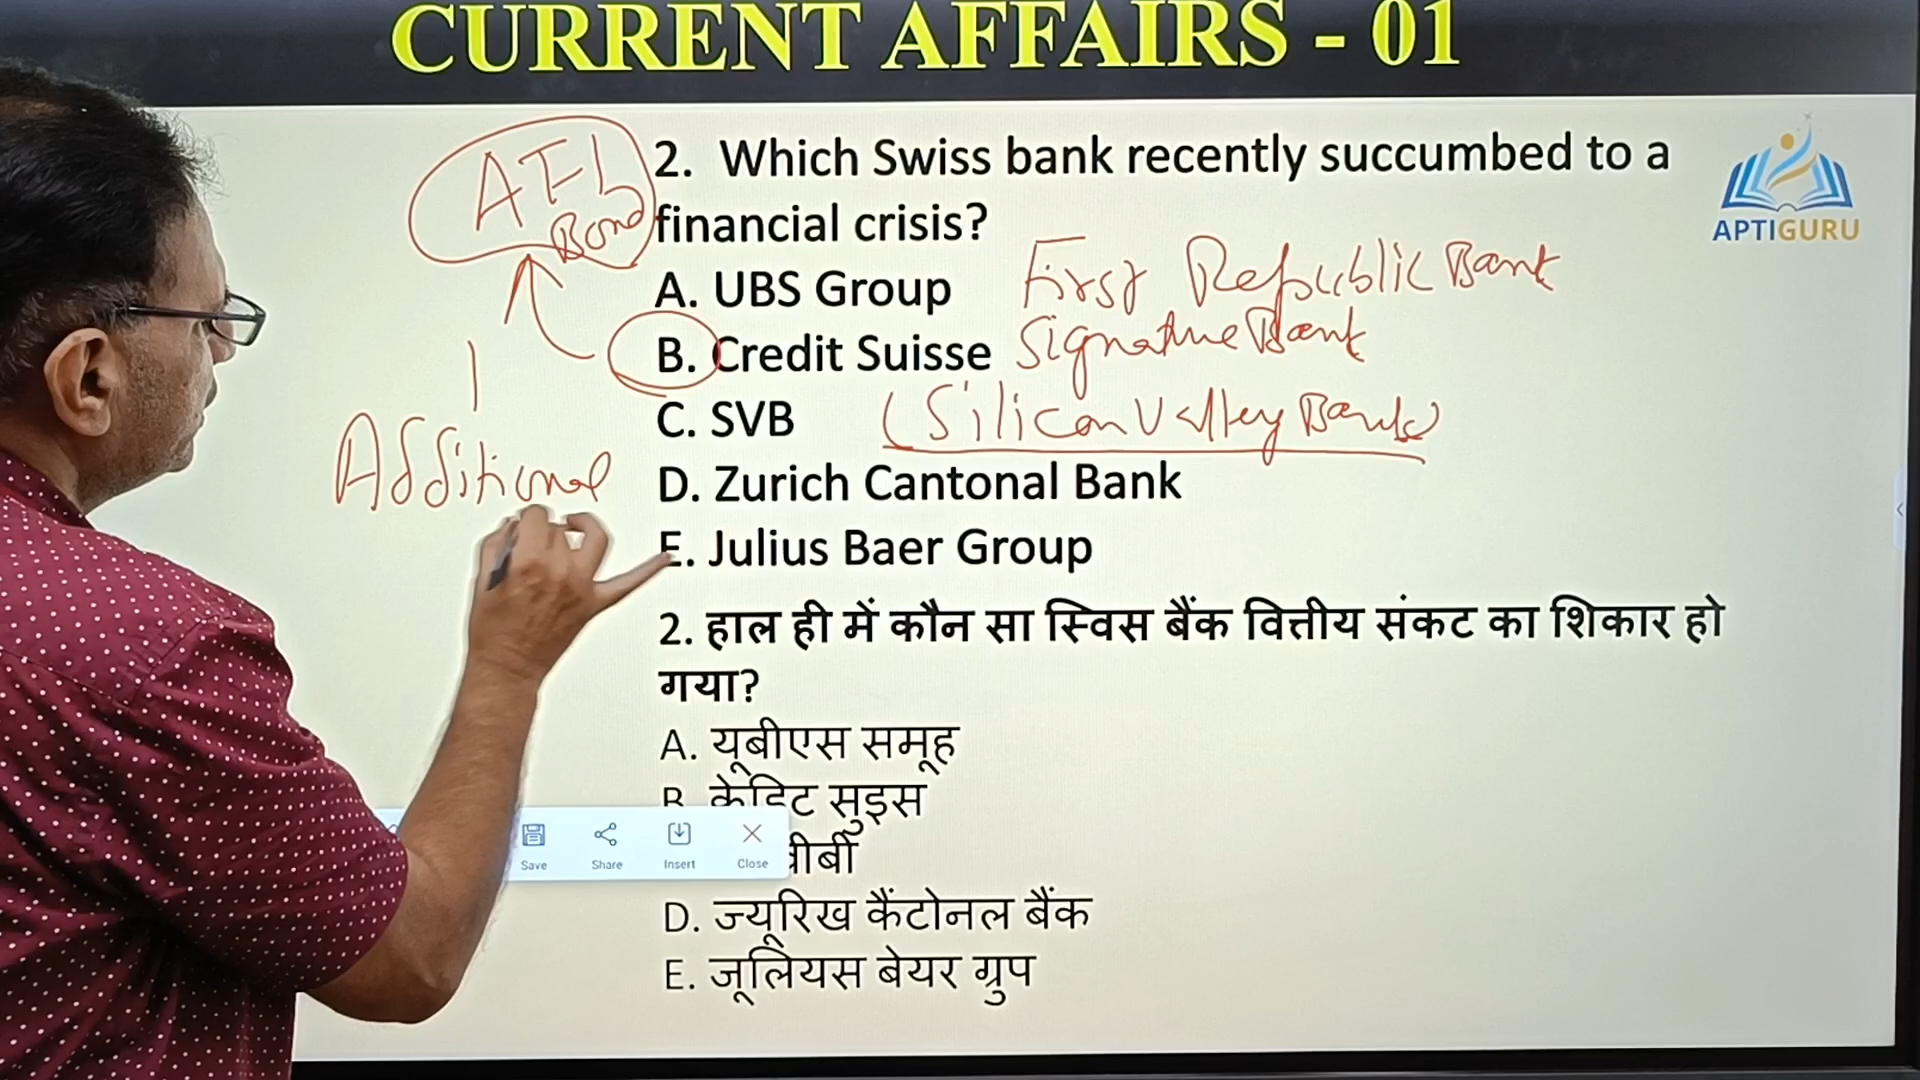 CURRENT AFFAIRS - 01
AT-1
Bond
2. Which Swiss bank recently succumbed to a
financial crisis?
APTIGURU
A. UBS Group First Republic Bank
B. Credit Suisse Signature Bank
C. SVB (Silicon Valley Bank)
Additional
D. Zurich Cantonal Bank
E. Julius Baer Group
2. हाल ही में कौन सा स्विस बैंक वित्तीय संकट का शिकार हो
गया?
A. यूबीएस समूह
B. क्रेडिट सुइस
वीबी
D. ज्यूरिख कैंटोनल बैंक
E. जूलियस बेयर ग्रुप
Save Share Insert Close